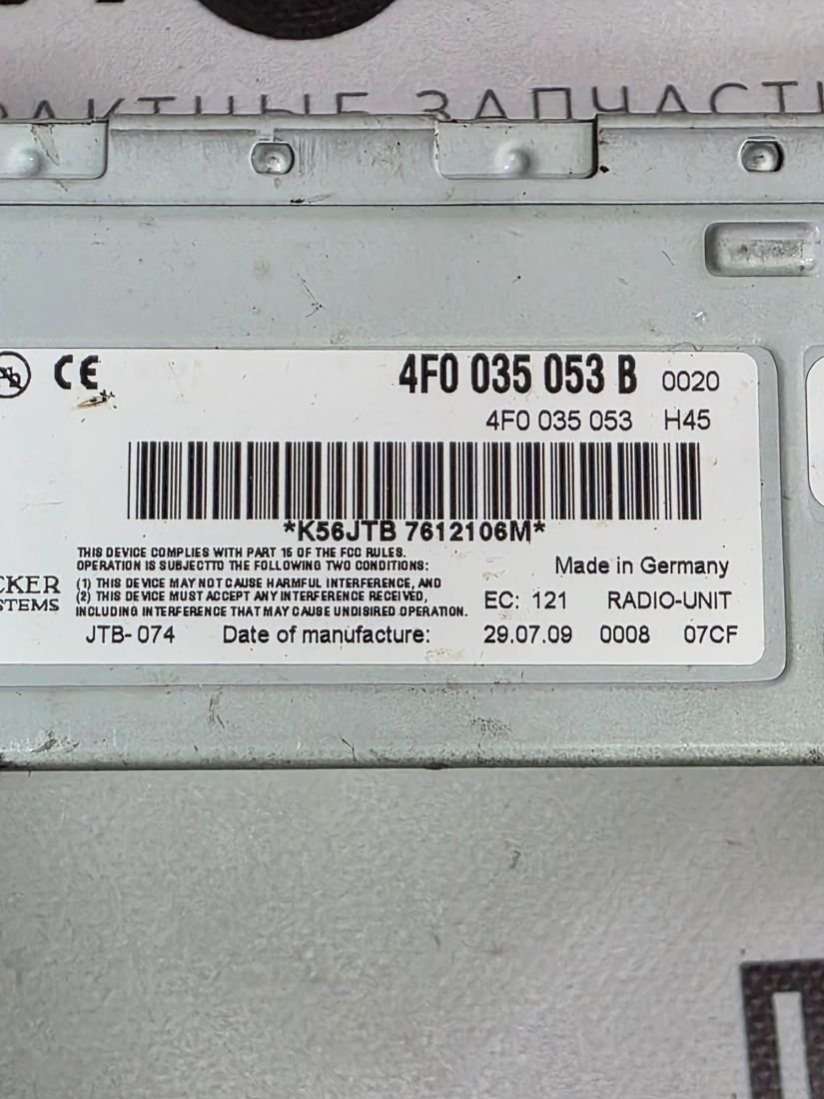 ЗАПЧАСТ
CE
4F0 035 053 B 0020
4F0 035 053 H45
*K56JTB 7612106M*
THIS DEVICE COMPLIES WITH PART 15 OF THE FCC RULES.
OPERATION IS SUBJECTTO THE FOLLOWING TWO CONDITIONS:
(1) THIS DEVICE MAY NOT CAUSE HARMFUL INTERFERENCE, AND
(2) THIS DEVICE MUST ACCEPT ANY INTERFERENCE RECEIVED,
INCLUDING INTERFERENCE THAT MAY CAUSE UNDISIRED OPERATION.
CKER
STEMS
Made in Germany
EC: 121 RADIO-UNIT
JTB-074 Date of manufacture: 29.07.09 0008 07CF